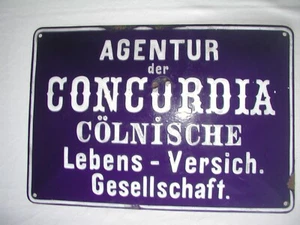 AGENTUR
der
CONCORDIA
CÖLNISCHE
Lebens - Versich.
Gesellschaft.